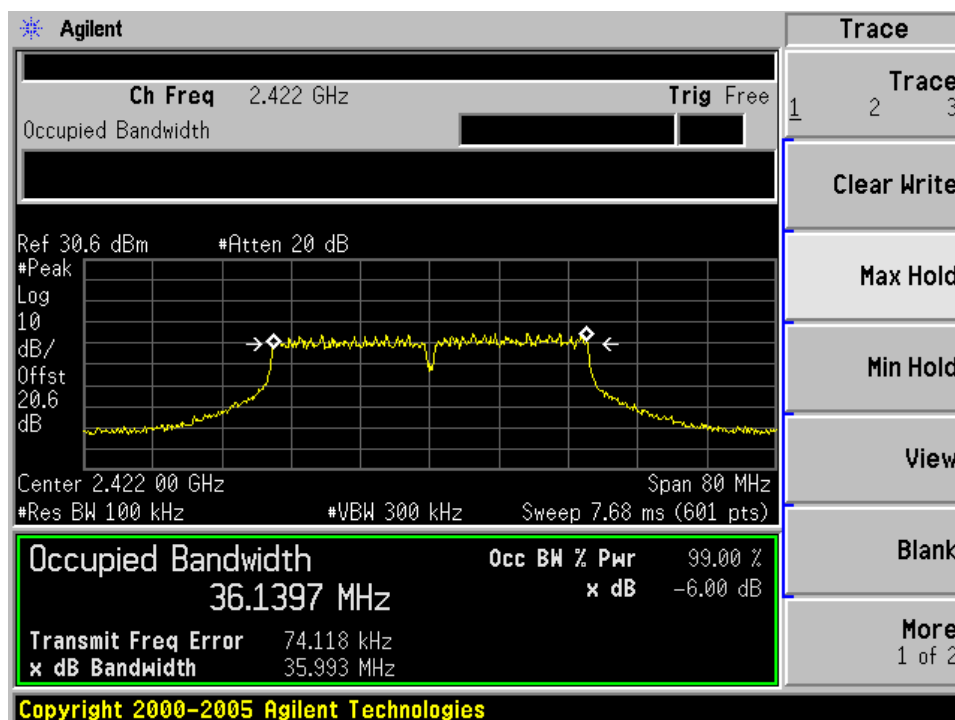 Agilent
Trace
Ch Freq 2.422 GHz Trig Free
Occupied Bandwidth
Ref 30.6 dBm #Atten 20 dB
#Peak
Log
10
dB/
Offst
20.6
dB
Center 2.422 00 GHz Span 80 MHz
#Res BW 100 kHz #VBW 300 kHz Sweep 7.68 ms (601 pts)
Occupied Bandwidth
36.1397 MHz
Occ BW % Pwr 99.00 %
x dB -6.00 dB
Transmit Freq Error 74.118 kHz
x dB Bandwidth 35.993 MHz
Trace
1 2 3
Clear Write
Max Hold
Min Hold
View
Blank
More
1 of 2
Copyright 2000-2005 Agilent Technologies